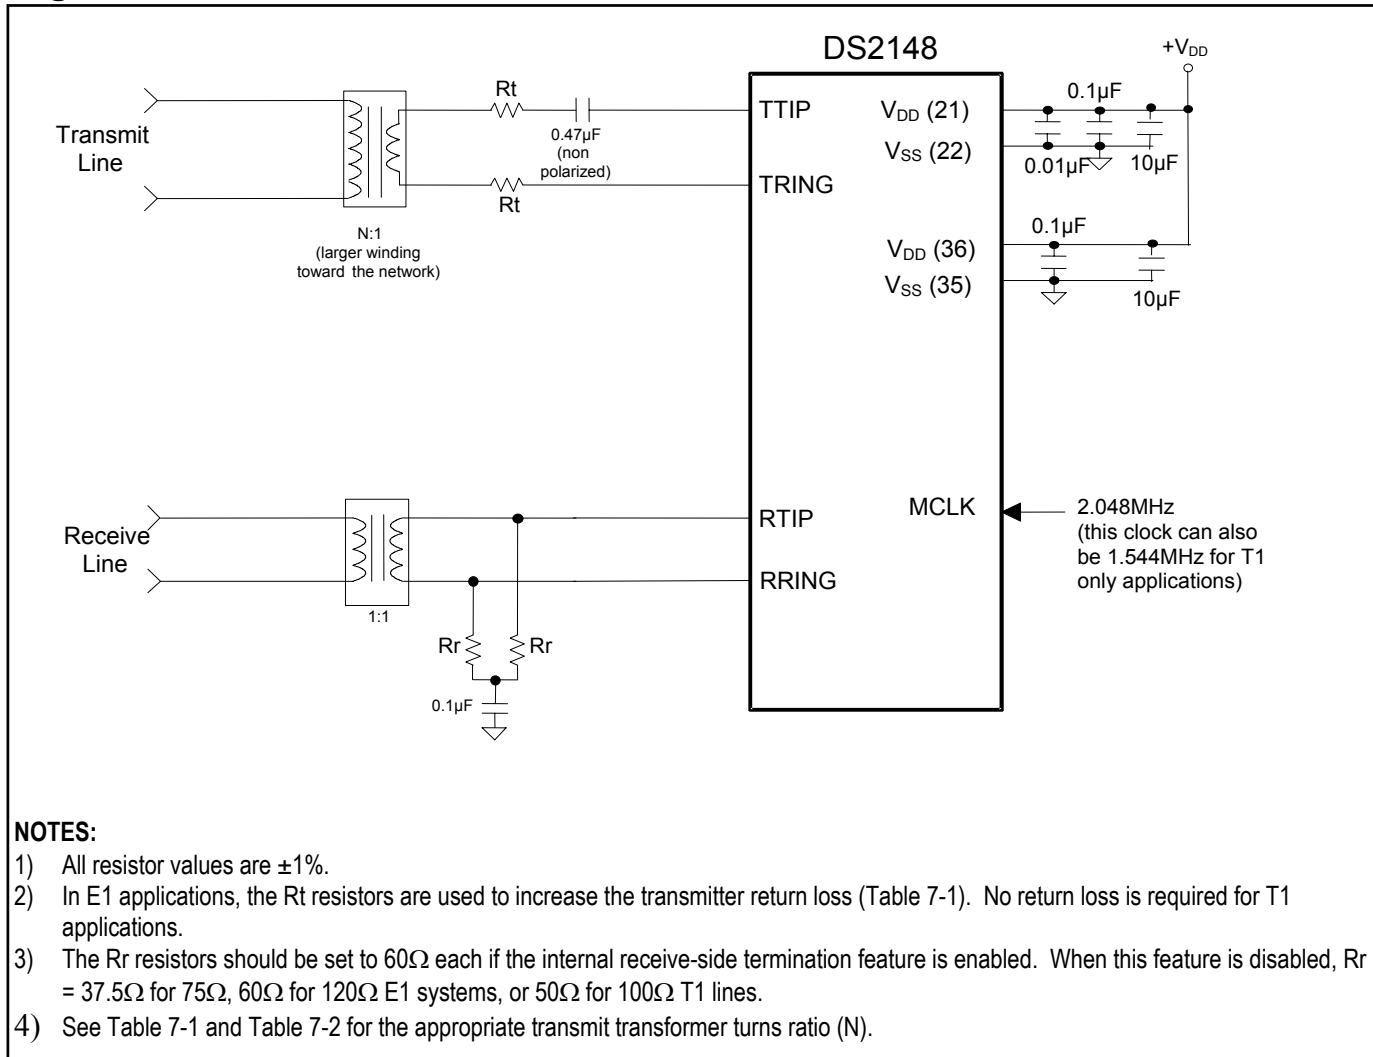 DS2148
+VDD
Transmit
Line
Rt
0.47µF
(non
polarized)
Rt
N:1
(larger winding
toward the network)
TTIP
TRING
VDD (21)
VSS (22)
0.1µF
0.01µF
10µF
VDD (36)
VSS (35)
0.1µF
10µF
Receive
Line
1:1
RTIP
RRING
Rr
Rr
0.1µF
MCLK
2.048MHz
(this clock can also
be 1.544MHz for T1
only applications)
NOTES:
1) All resistor values are ±1%.
2) In E1 applications, the Rt resistors are used to increase the transmitter return loss (Table 7-1). No return loss is required for T1
applications.
3) The Rr resistors should be set to 60Ω each if the internal receive-side termination feature is enabled. When this feature is disabled, Rr
= 37.5Ω for 75Ω, 60Ω for 120Ω E1 systems, or 50Ω for 100Ω T1 lines.
4) See Table 7-1 and Table 7-2 for the appropriate transmit transformer turns ratio (N).